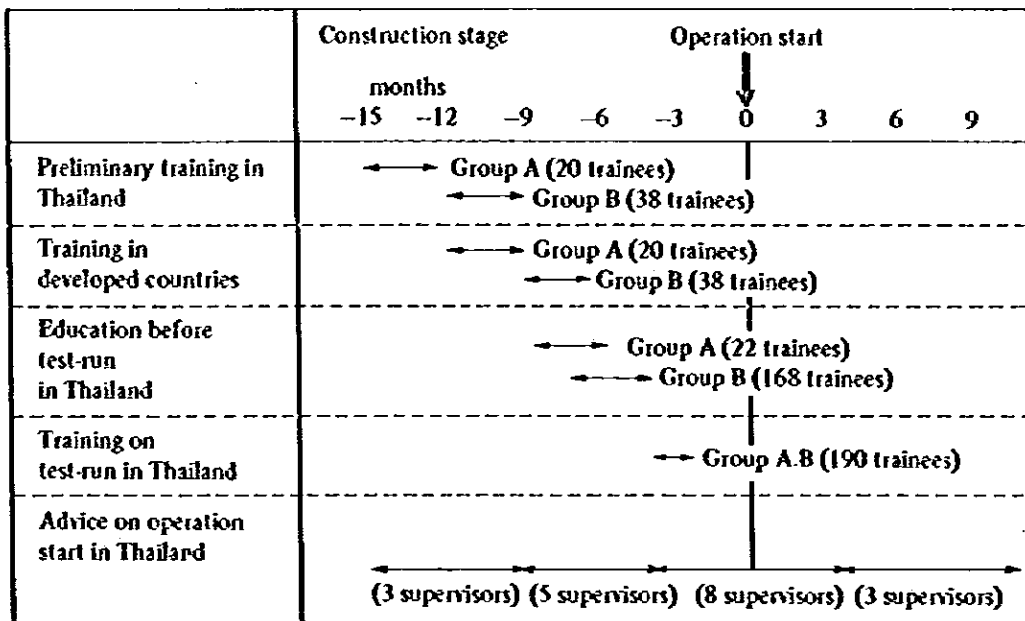 Construction stage Operation start
months
−15 −12 −9 −6 −3 0 3 6 9
Preliminary training in
Thailand
Group A (20 trainees)
Group B (38 trainees)
Training in
developed countries
Group A (20 trainees)
Group B (38 trainees)
Education before
test-run
in Thailand
Group A (22 trainees)
Group B (168 trainees)
Training on
test-run in Thailand
Group A.B (190 trainees)
Advice on operation
start in Thailand
(3 supervisors) (5 supervisors) (8 supervisors) (3 supervisors)